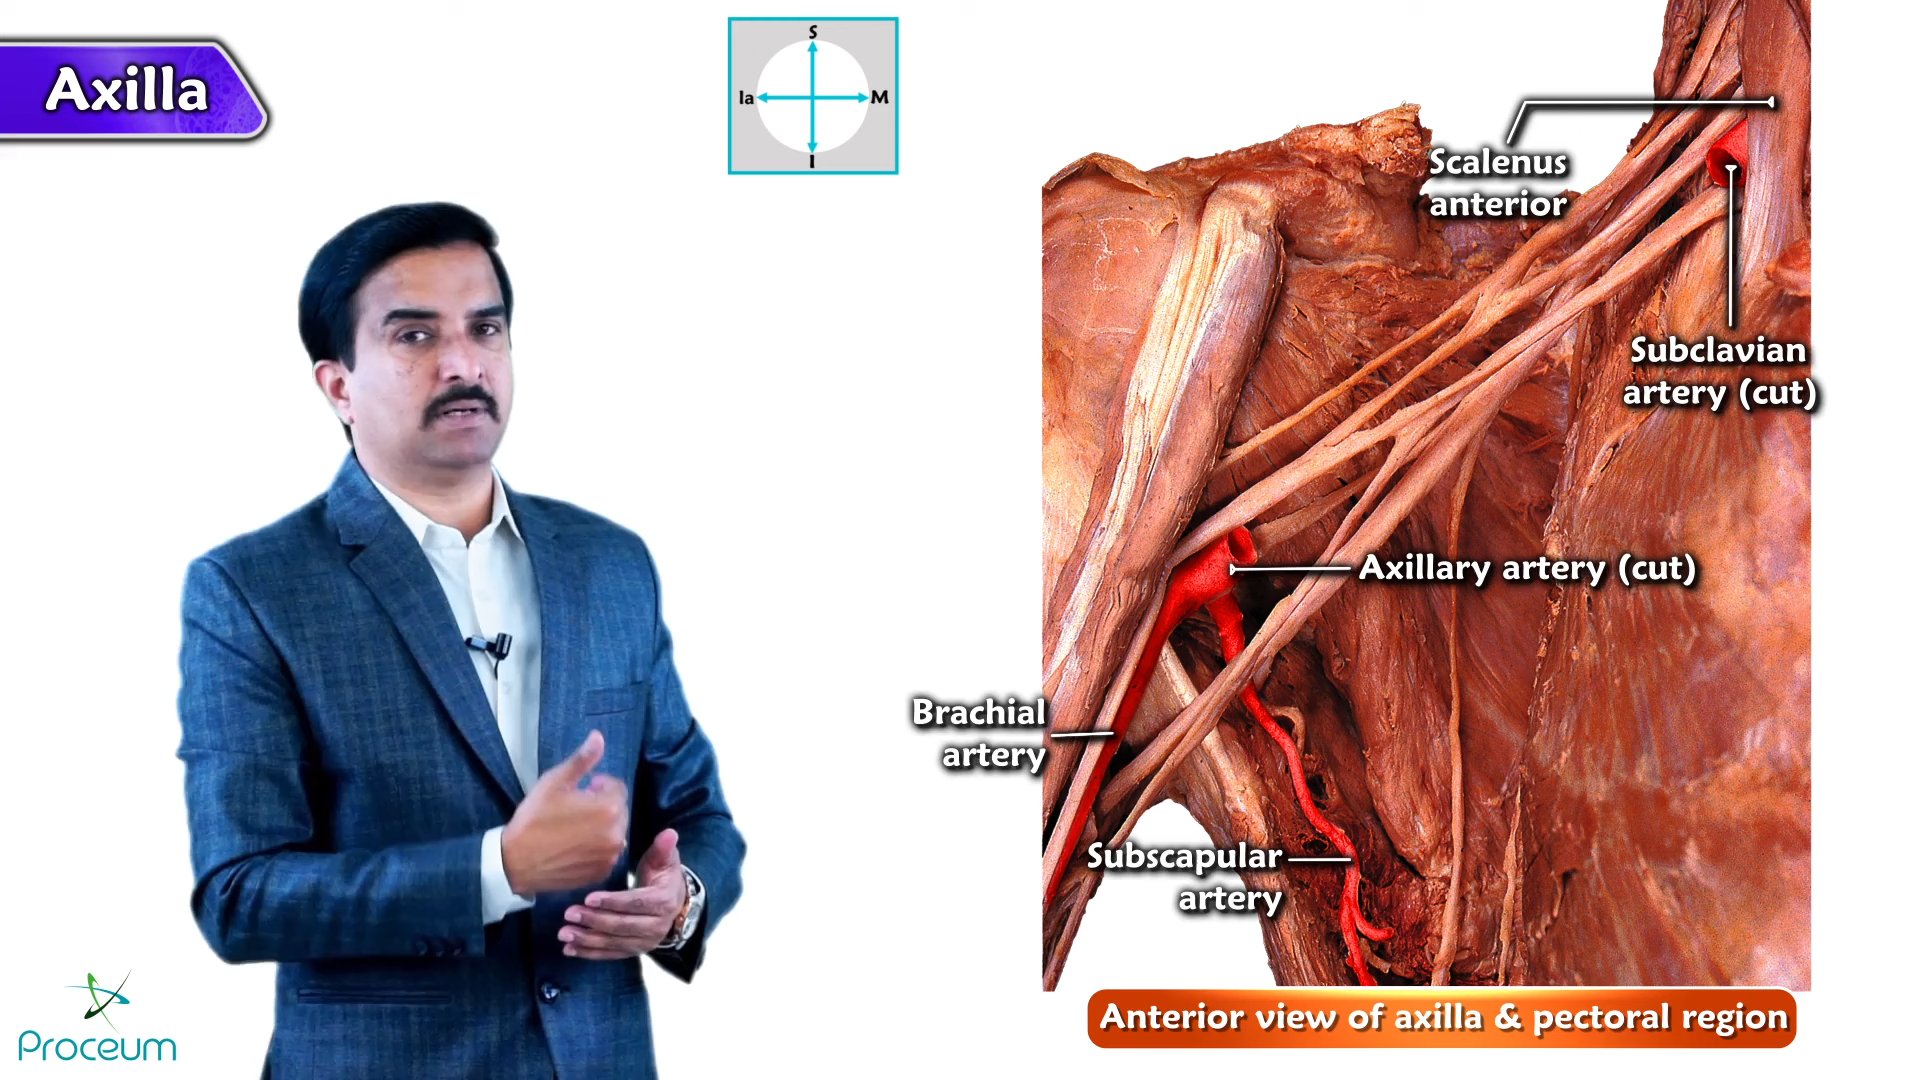 Axilla
S
la
M
I
Scalenus
anterior
Subclavian
artery (cut)
Axillary artery (cut)
Brachial
artery
Subscapular
artery
Anterior view of axilla & pectoral region
Proceum